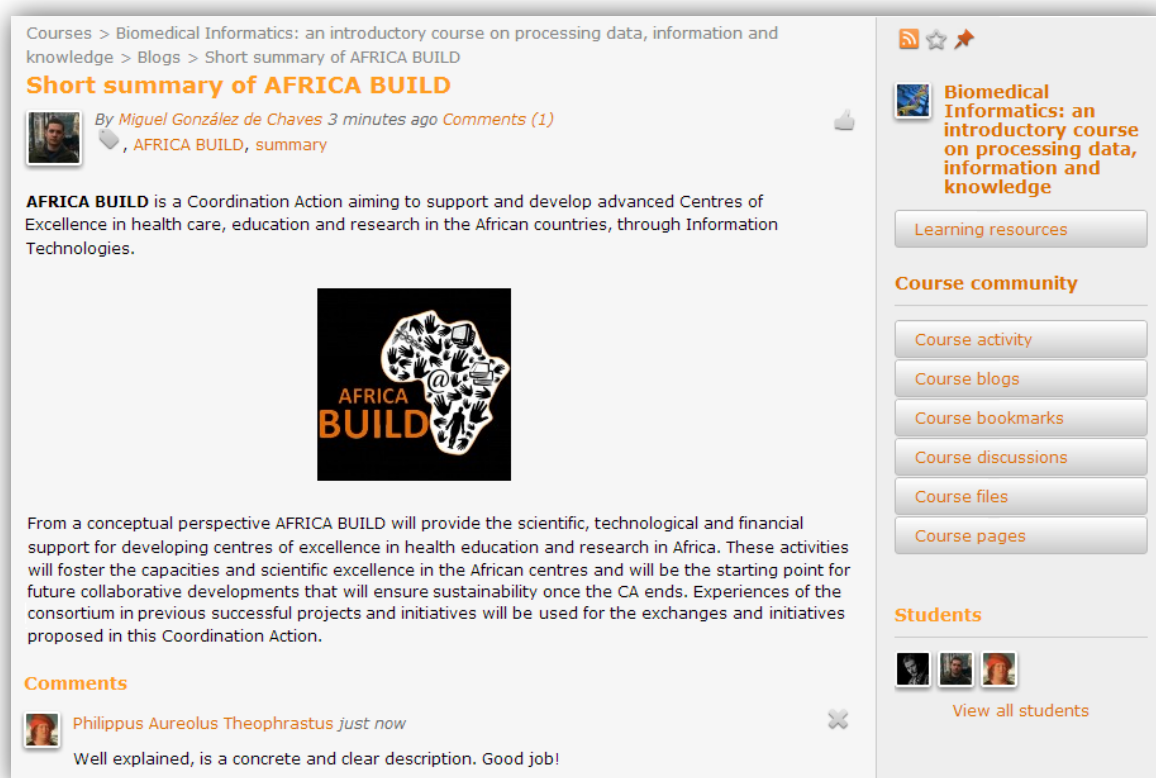 Courses > Biomedical Informatics: an introductory course on processing data, information and
knowledge > Blogs > Short summary of AFRICA BUILD
Short summary of AFRICA BUILD
By Miguel González de Chaves 3 minutes ago Comments (1)
, AFRICA BUILD, summary
AFRICA BUILD is a Coordination Action aiming to support and develop advanced Centres of
Excellence in health care, education and research in the African countries, through Information
Technologies.
AFRICA
BUILD
@
From a conceptual perspective AFRICA BUILD will provide the scientific, technological and financial
support for developing centres of excellence in health education and research in Africa. These activities
will foster the capacities and scientific excellence in the African centres and will be the starting point for
future collaborative developments that will ensure sustainability once the CA ends. Experiences of the
consortium in previous successful projects and initiatives will be used for the exchanges and initiatives
proposed in this Coordination Action.
Comments
Philippus Aureolus Theophrastus just now
Well explained, is a concrete and clear description. Good job!
Biomedical
Informatics: an
introductory course
on processing data,
information and
knowledge
Learning resources
Course community
Course activity
Course blogs
Course bookmarks
Course discussions
Course files
Course pages
Students
View all students